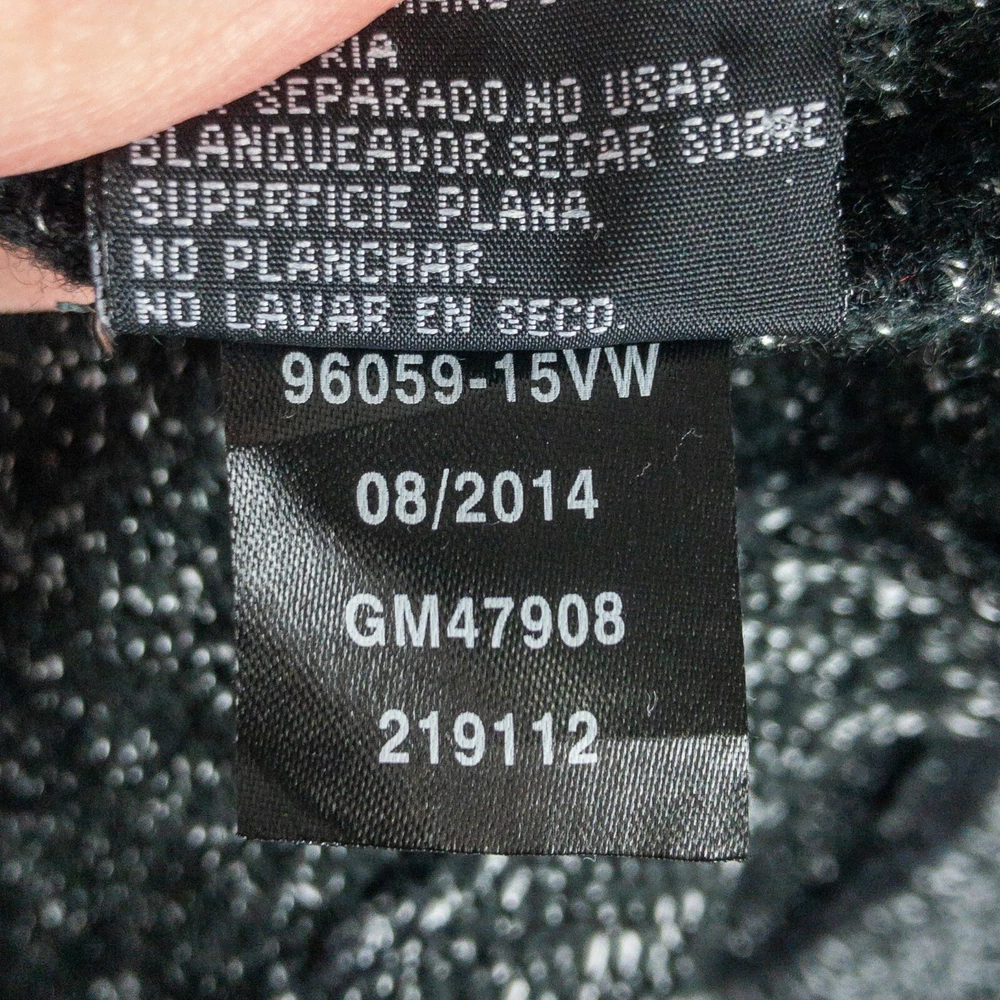 SEPARADO.NO USAR
BLANQUEADOR.SECAR SOBRE
SUPERFICIE PLANA.
NO PLANCHAR.
NO LAVAR EN SECO.
96059-15VW
08/2014
GM47908
219112